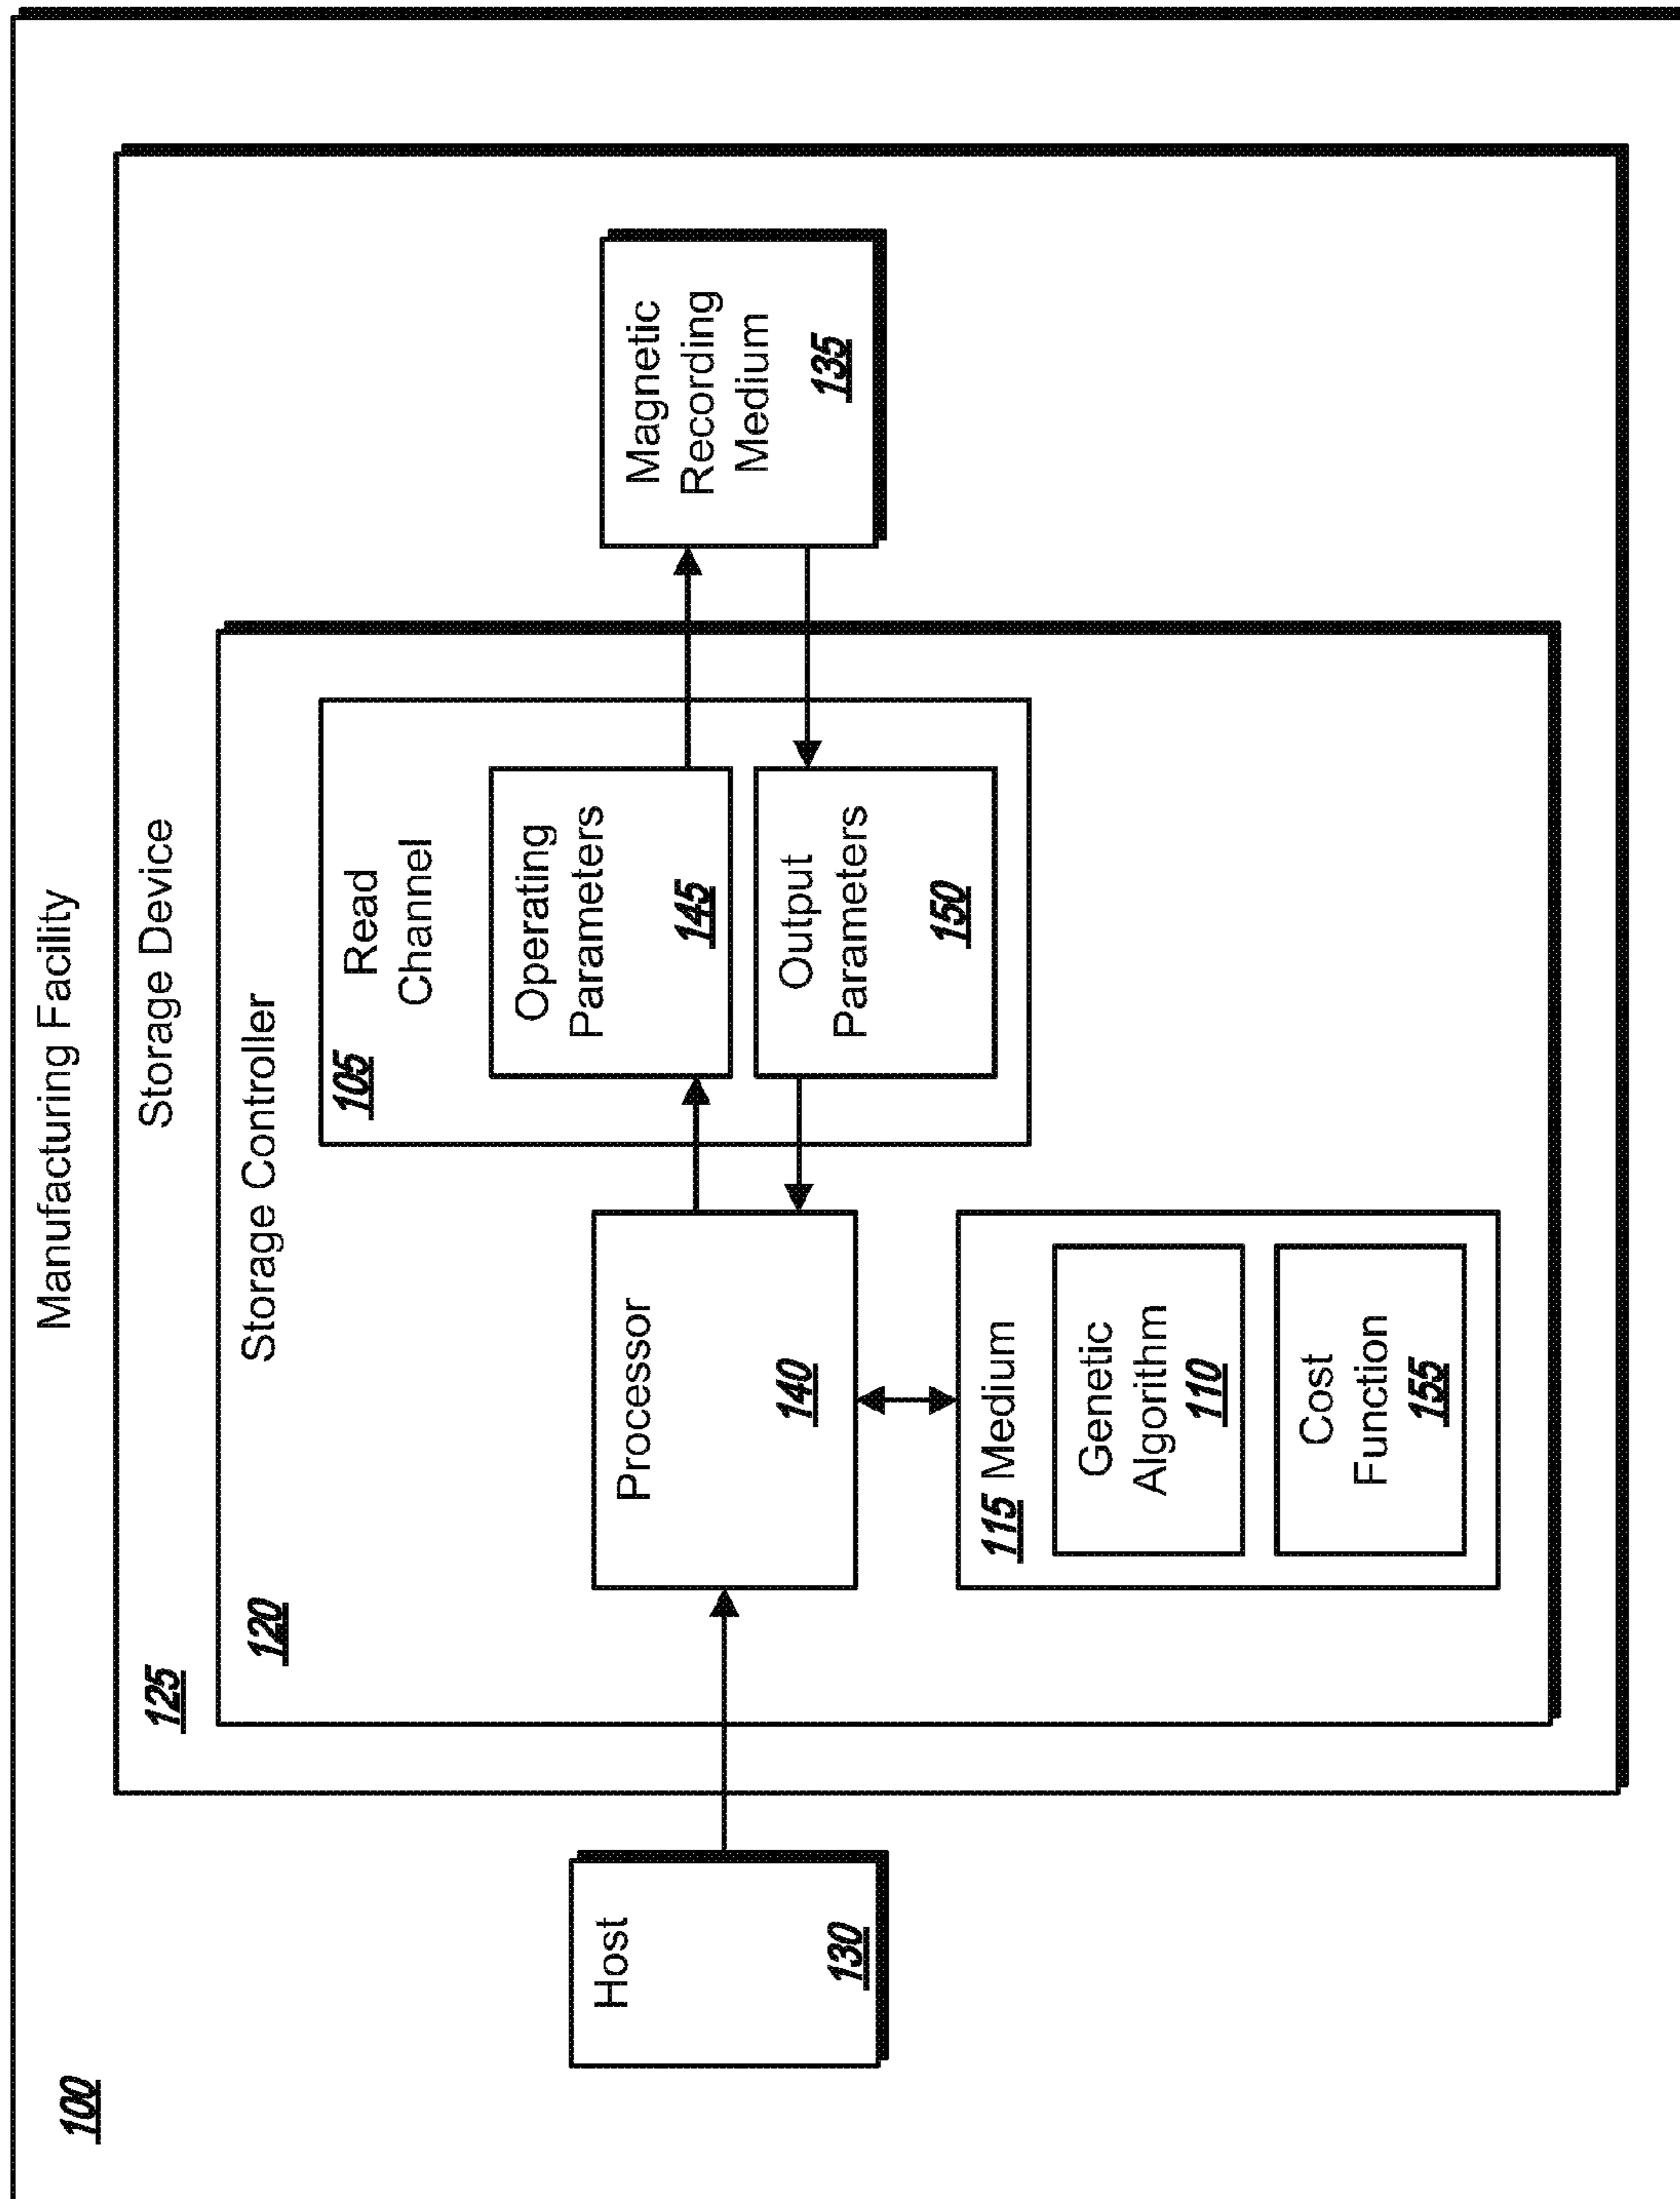 100
Manufacturing Facility
125
Storage Device
120
Storage Controller
105
Read
Channel
Operating
Parameters
145
Output
Parameters
150
Magnetic
Recording
Medium
135
Host
130
Processor
140
115 Medium
Genetic
Algorithm
110
Cost
Function
155